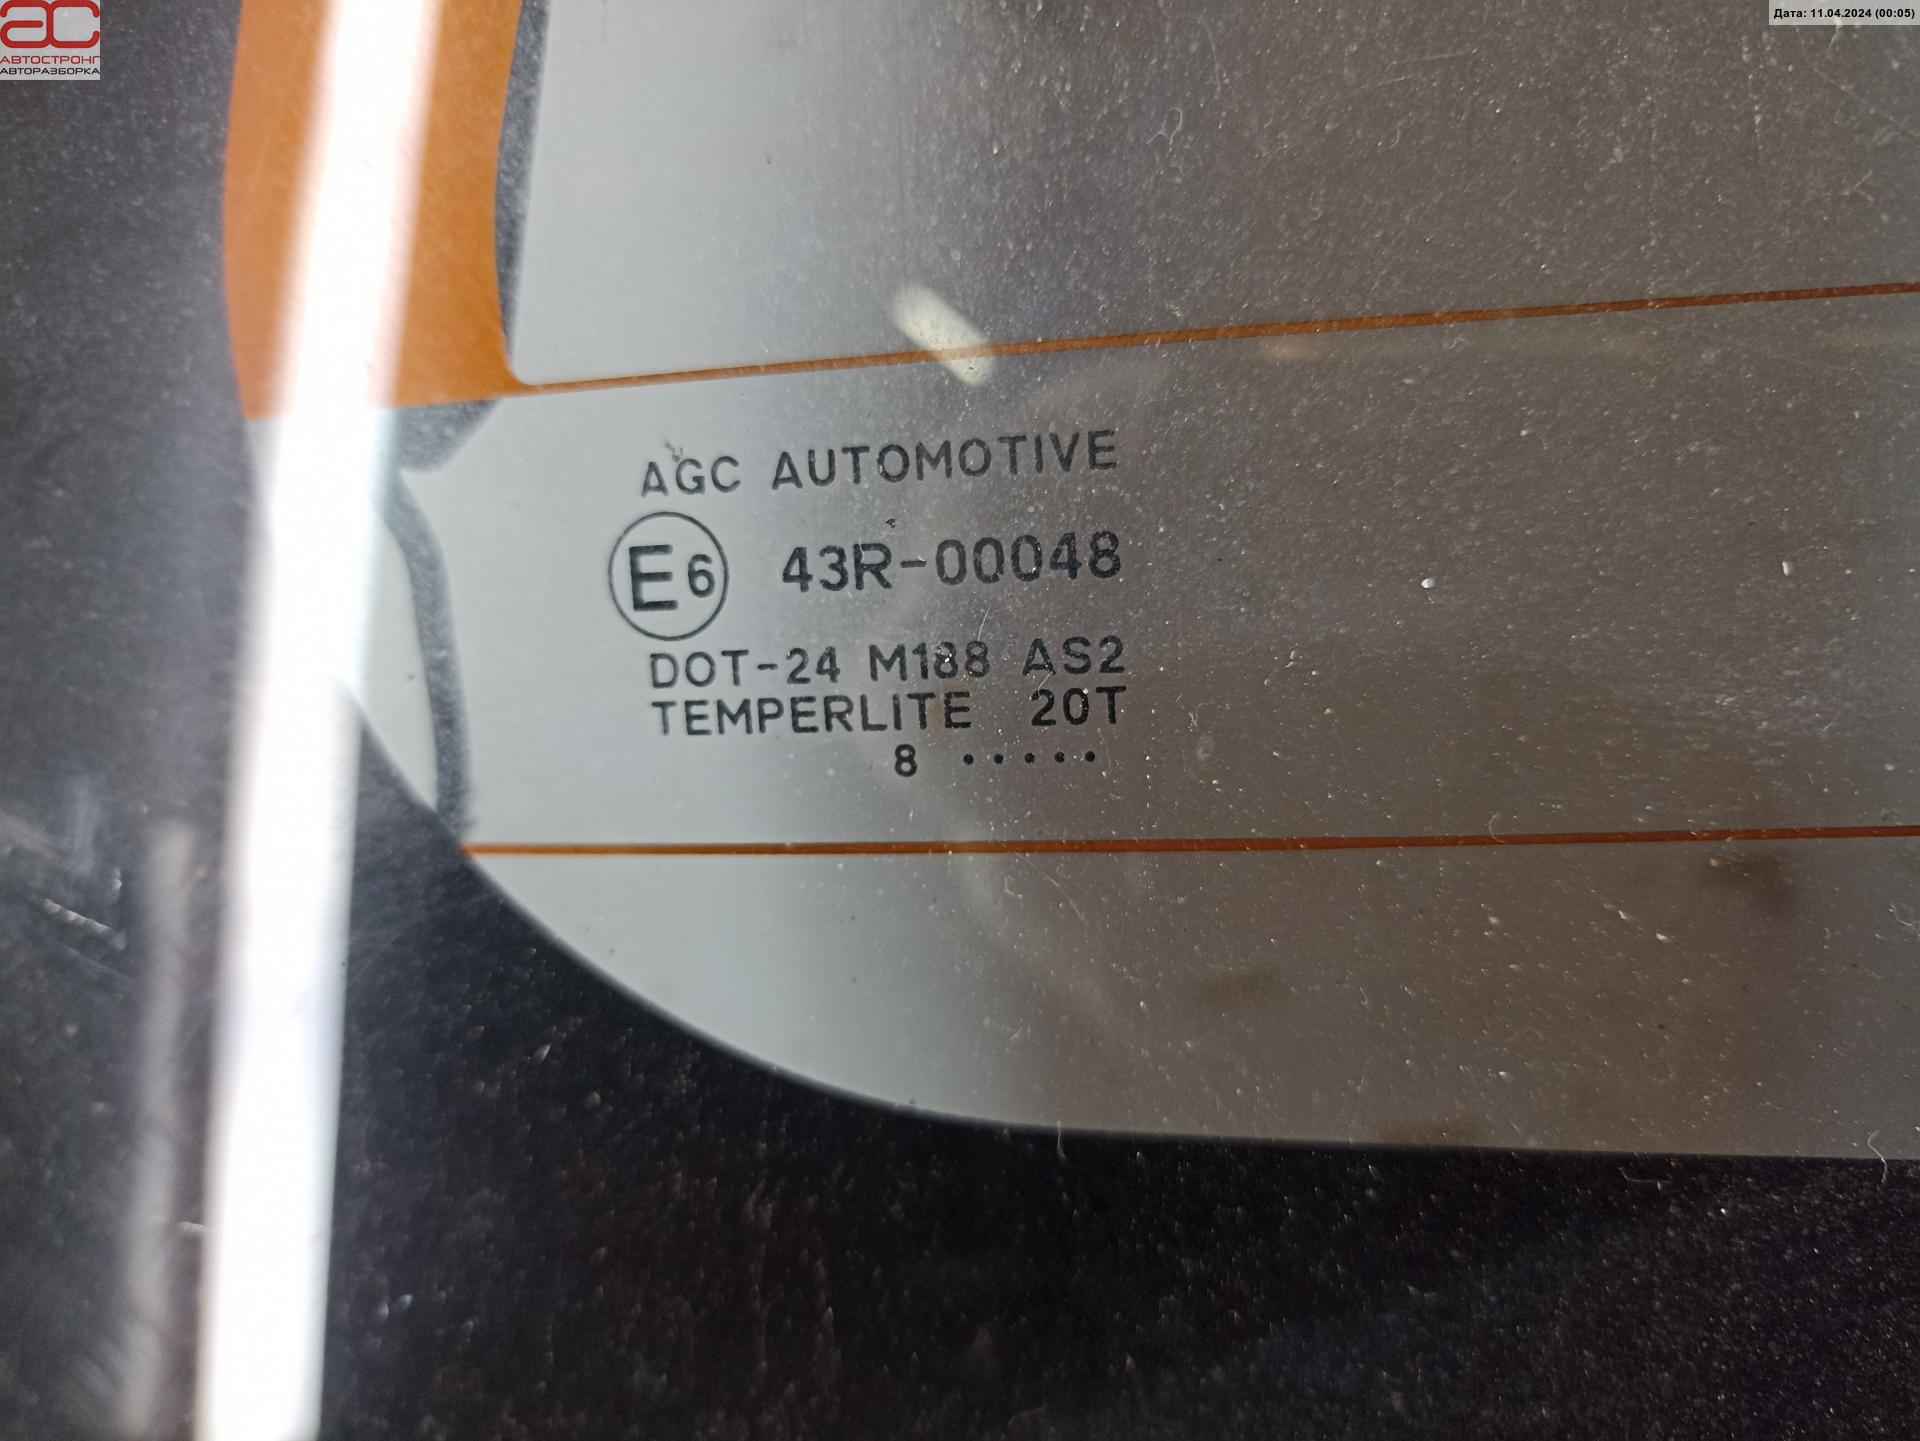 ac
АВТОСТРОНГ
АВТОРАЗБОРКА
Дата: 11.04.2024 (00:05)
AGC AUTOMOTIVE
E6 43R-00048
DOT-24 M188 AS2
TEMPERLITE 20T
8 .....